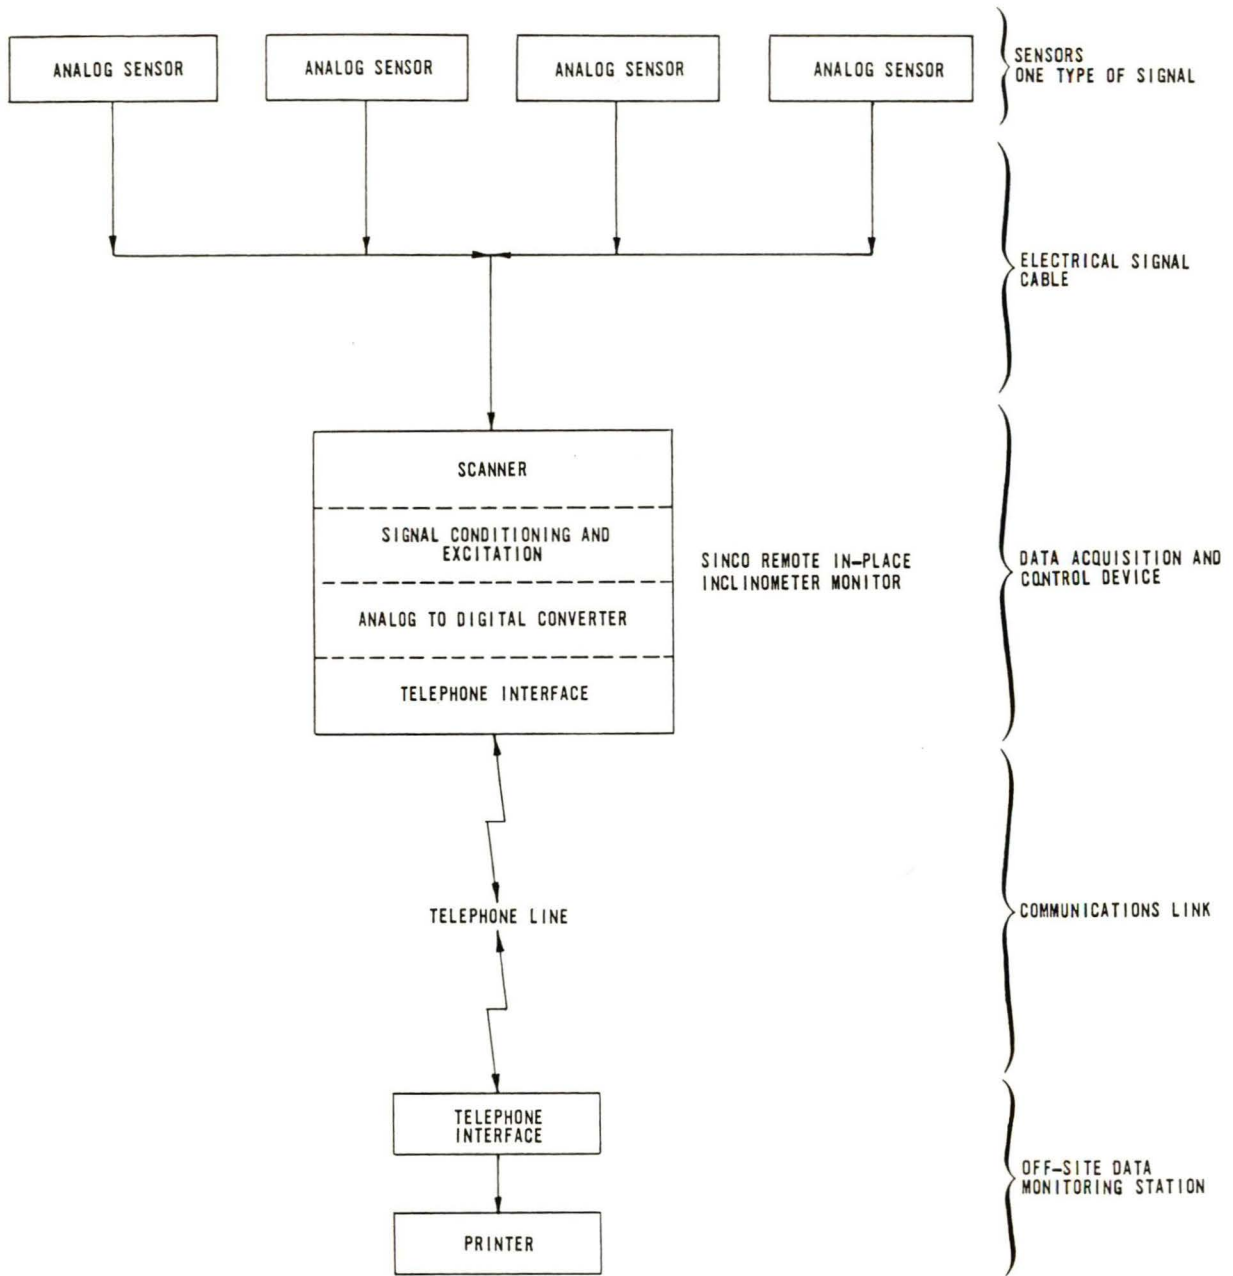 ANALOG SENSOR
ANALOG SENSOR
ANALOG SENSOR
ANALOG SENSOR
SENSORS
ONE TYPE OF SIGNAL
ELECTRICAL SIGNAL
CABLE
SCANNER
SIGNAL CONDITIONING AND
EXCITATION
ANALOG TO DIGITAL CONVERTER
TELEPHONE INTERFACE
SINCO REMOTE IN-PLACE
INCLINOMETER MONITOR
DATA ACQUISITION AND
CONTROL DEVICE
TELEPHONE LINE
COMMUNICATIONS LINK
TELEPHONE
INTERFACE
PRINTER
OFF-SITE DATA
MONITORING STATION